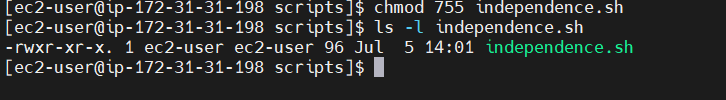 [ec2-user@ip-172-31-31-198 scripts]$ chmod 755 independence.sh
[ec2-user@ip-172-31-31-198 scripts]$ ls -l independence.sh
-rwxr-xr-x. 1 ec2-user ec2-user 96 Jul  5 14:01 independence.sh
[ec2-user@ip-172-31-31-198 scripts]$